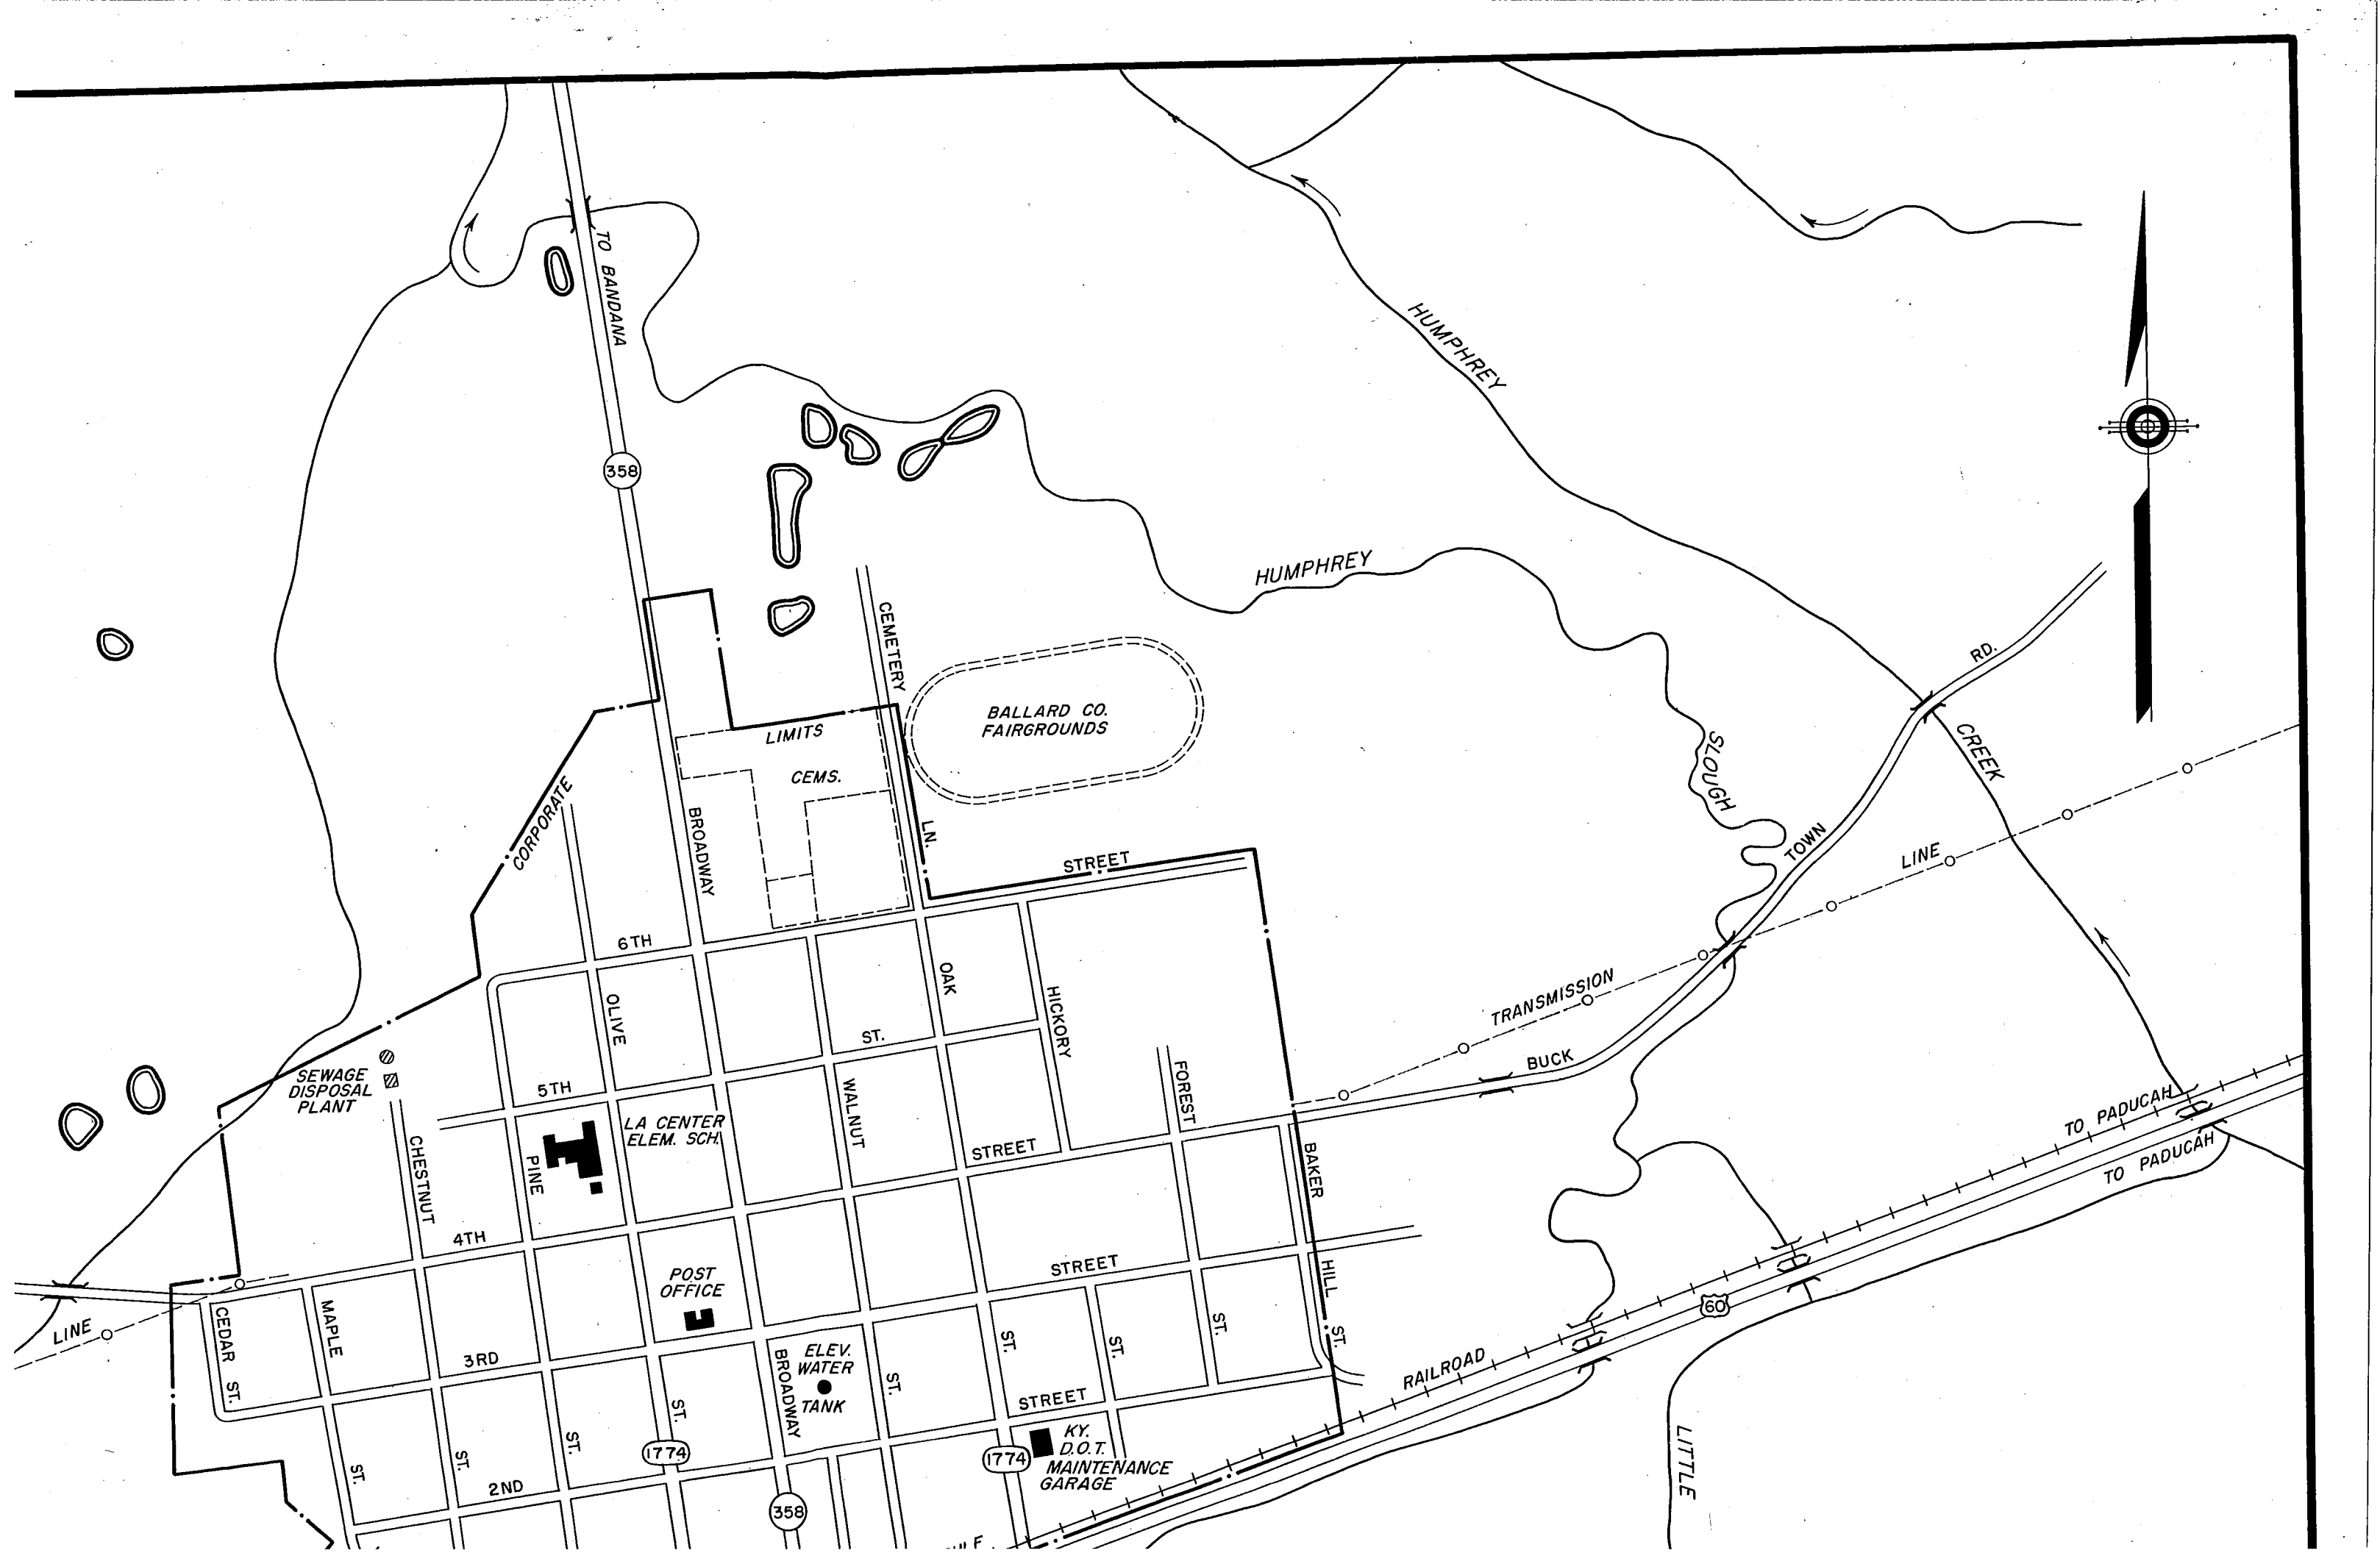 TO BANDANA
HUMPHREY
358
HUMPHREY
CEMETERY
RD.
BALLARD CO.
FAIRGROUNDS
LIMITS
CEMS.
SLOUGH
CREEK
CORPORATE
BROADWAY
LN.
TOWN
LINE
STREET
6TH
OAK
OLIVE
HICKORY
TRANSMISSION
ST.
BUCK
SEWAGE
DISPOSAL
PLANT
5TH
WALNUT
FOREST
LA CENTER
ELEM. SCH.
STREET
TO PADUCAH
TO PADUCAH
CHESTNUT
PINE
BAKER
4TH
POST
OFFICE
STREET
HILL
60
LINE
CEDAR
MAPLE
ST.
ST.
ST.
ST.
3RD
ELEV.
WATER
TANK
BROADWAY
RAILROAD
ST.
ST.
ST.
STREET
1774
1774
KY.
D.O.T.
MAINTENANCE
GARAGE
LITTLE
ST.
ST.
ST.
2ND
358